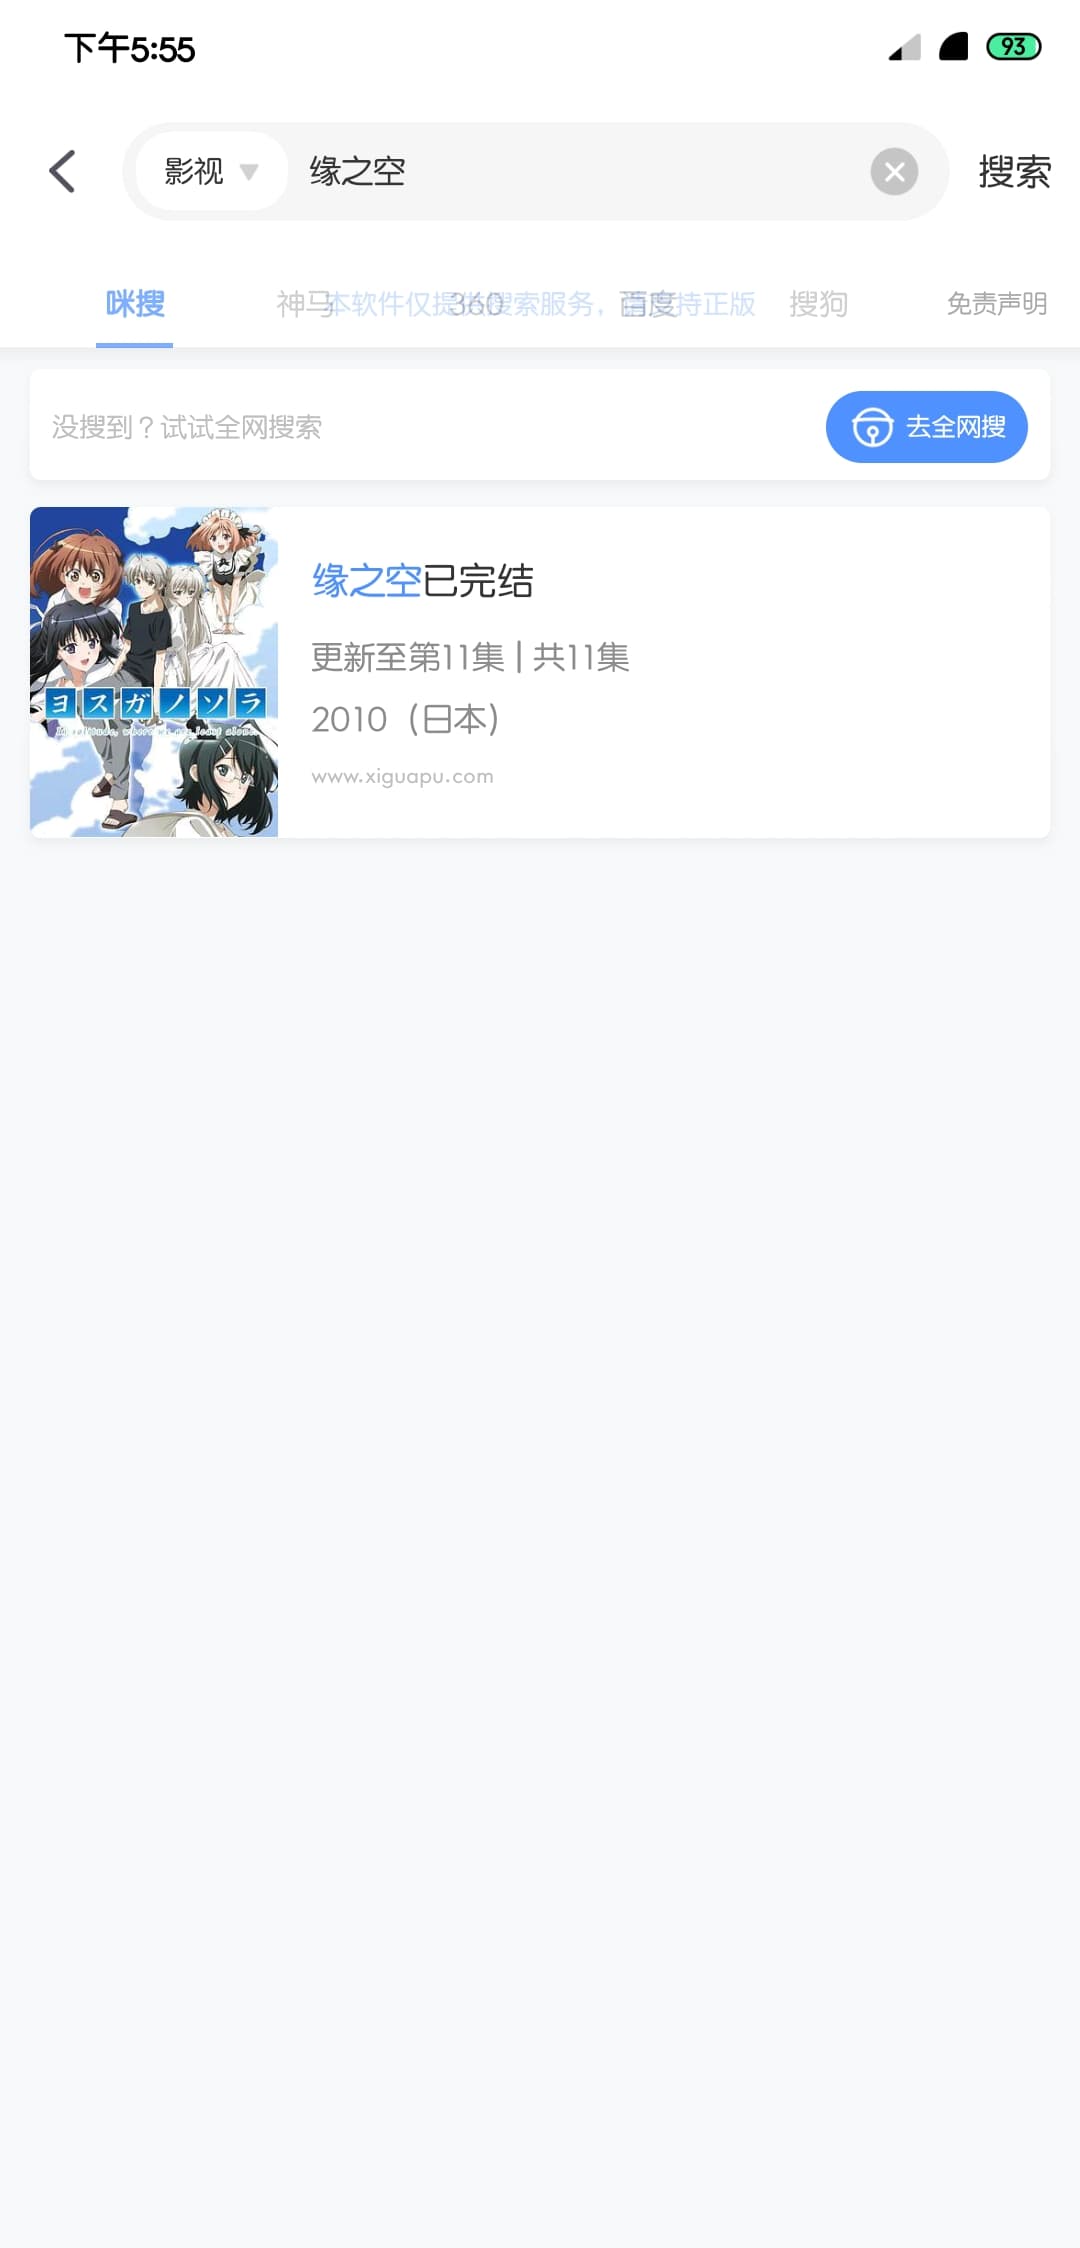 下午5:55
93
影视
缘之空
搜索
咪搜
神马
360
百度
搜狗
免责声明
本软件仅提供搜索服务，请支持正版
没搜到？试试全网搜索
去全网搜
缘之空已完结
更新至第11集 | 共11集
2010（日本）
www.xiguapu.com
ヨスガノソラ
In solitude, where we are least alone.